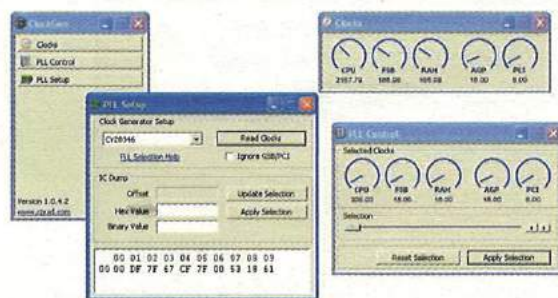 ClockGen
Clocks
PLL Control
PLL Setup
Version 1.0.4.2
www.cpuid.com
PLL Setup
Clock Generator Setup
CY28346
Read Clocks
PLL Selection Help
Ignore GSB/PCI
IC Dump
Offset
Update Selection
Hex Value
Apply Selection
Binary Value
00 01 02 03 04 05 06 07 08 09
00 00 DF 7F 67 CF 7F 00 53 18 61
Clocks
CPU FSB RAM AGP PCI
PLL Control
Selected Clocks
CPU FSB RAM AGP PCI
Selection
Reset Selection
Apply Selection